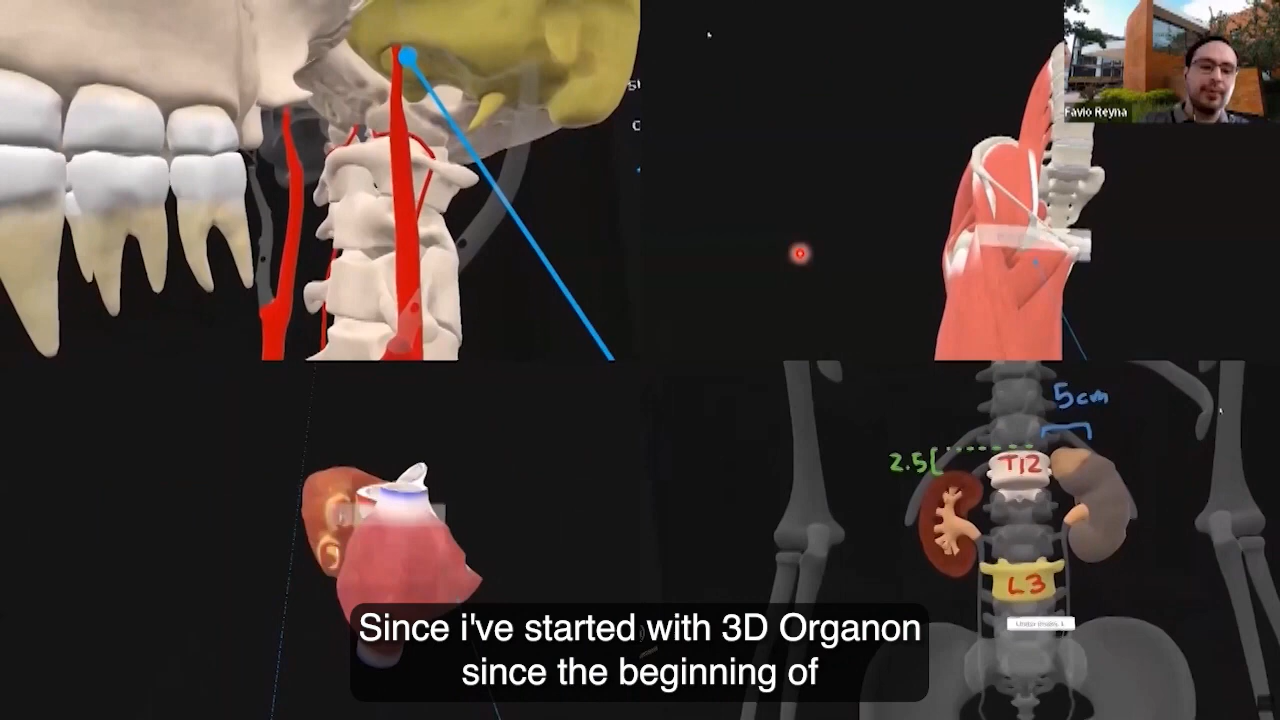 Favio Reyna
5cm
2.5
T12
L3
Since i've started with 3D Organon
since the beginning of